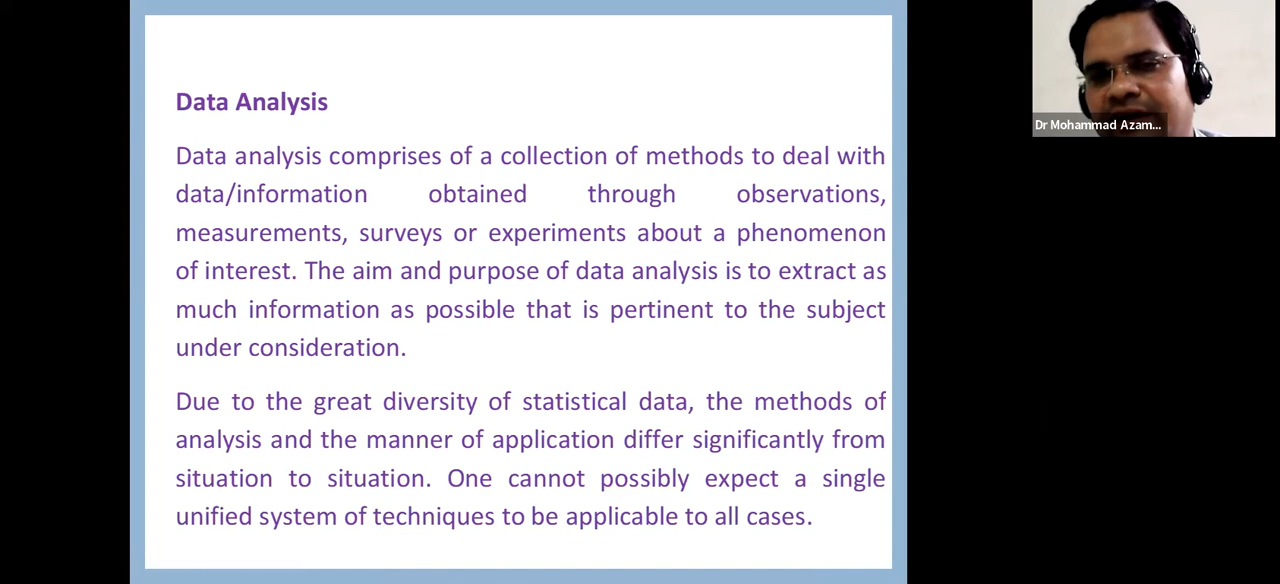 Data Analysis
Data analysis comprises of a collection of methods to deal with
data/information obtained through observations,
measurements, surveys or experiments about a phenomenon
of interest. The aim and purpose of data analysis is to extract as
much information as possible that is pertinent to the subject
under consideration.
Due to the great diversity of statistical data, the methods of
analysis and the manner of application differ significantly from
situation to situation. One cannot possibly expect a single
unified system of techniques to be applicable to all cases.
Dr Mohammad Azam...